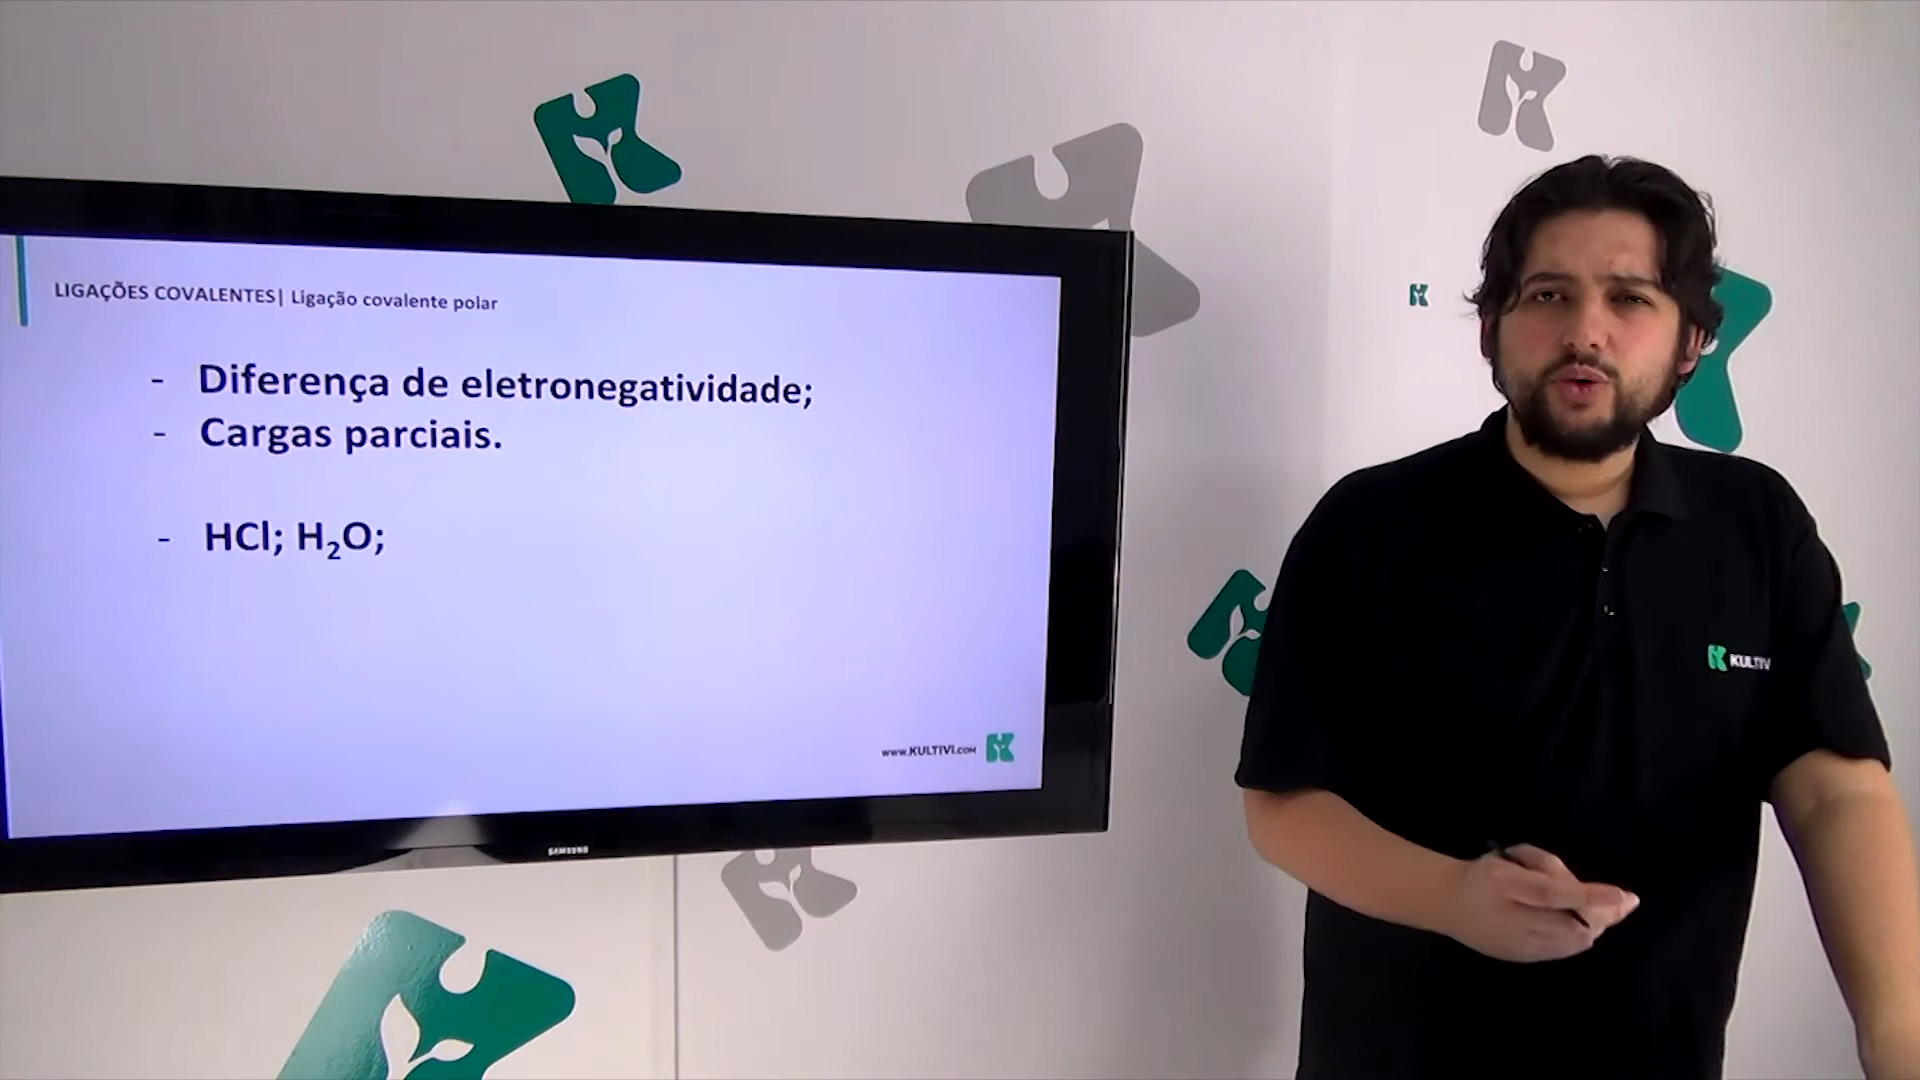 LIGAÇÕES COVALENTES| Ligação covalente polar
- Diferença de eletronegatividade;
- Cargas parciais.
- HCl; H₂O;
www.KULTIVI.COM
SAMSUNG
KULTIVI